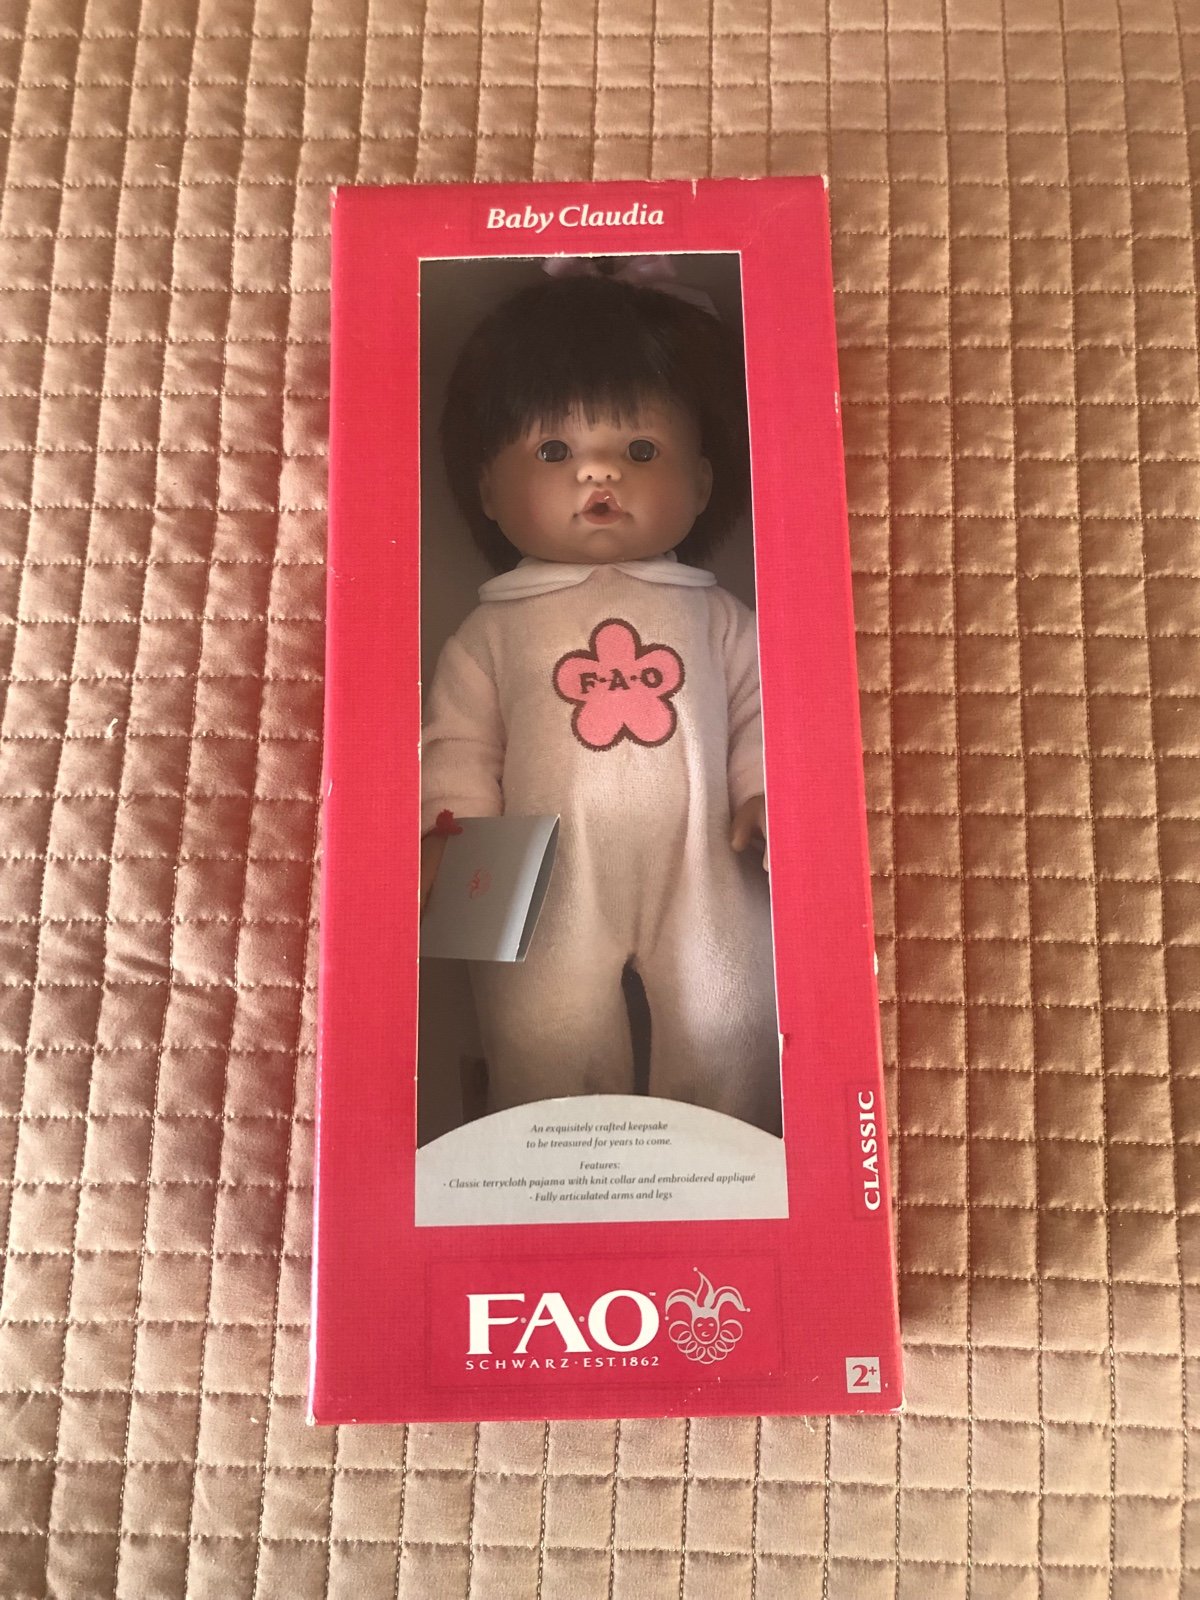 Baby Claudia
F·A·O
An exquisitely crafted keepsake
to be treasured for years to come.
Features:
· Classic terrycloth pajama with knit collar and embroidered appliqué
· Fully articulated arms and legs
CLASSIC
F·A·O™
SCHWARZ·EST.1862
2+